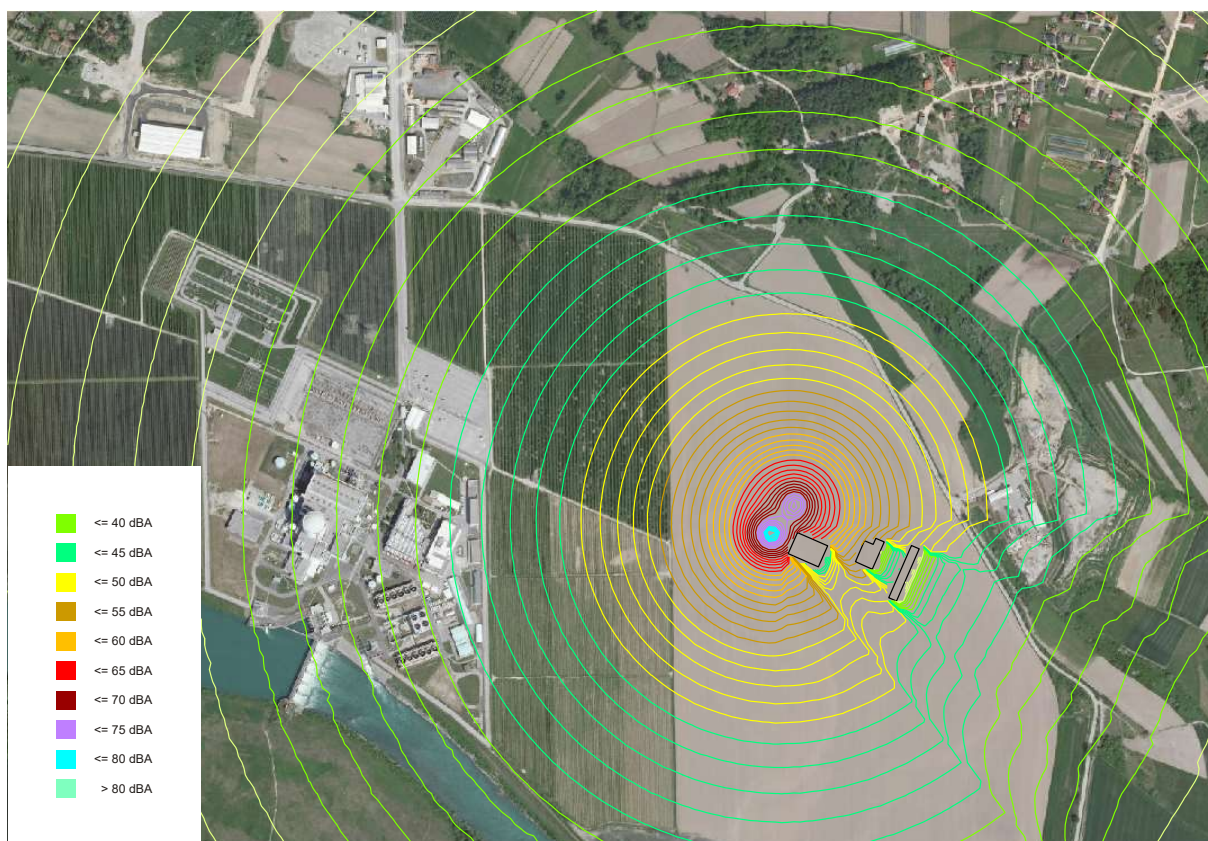 <= 40 dBA
<= 45 dBA
<= 50 dBA
<= 55 dBA
<= 60 dBA
<= 65 dBA
<= 70 dBA
<= 75 dBA
<= 80 dBA
> 80 dBA